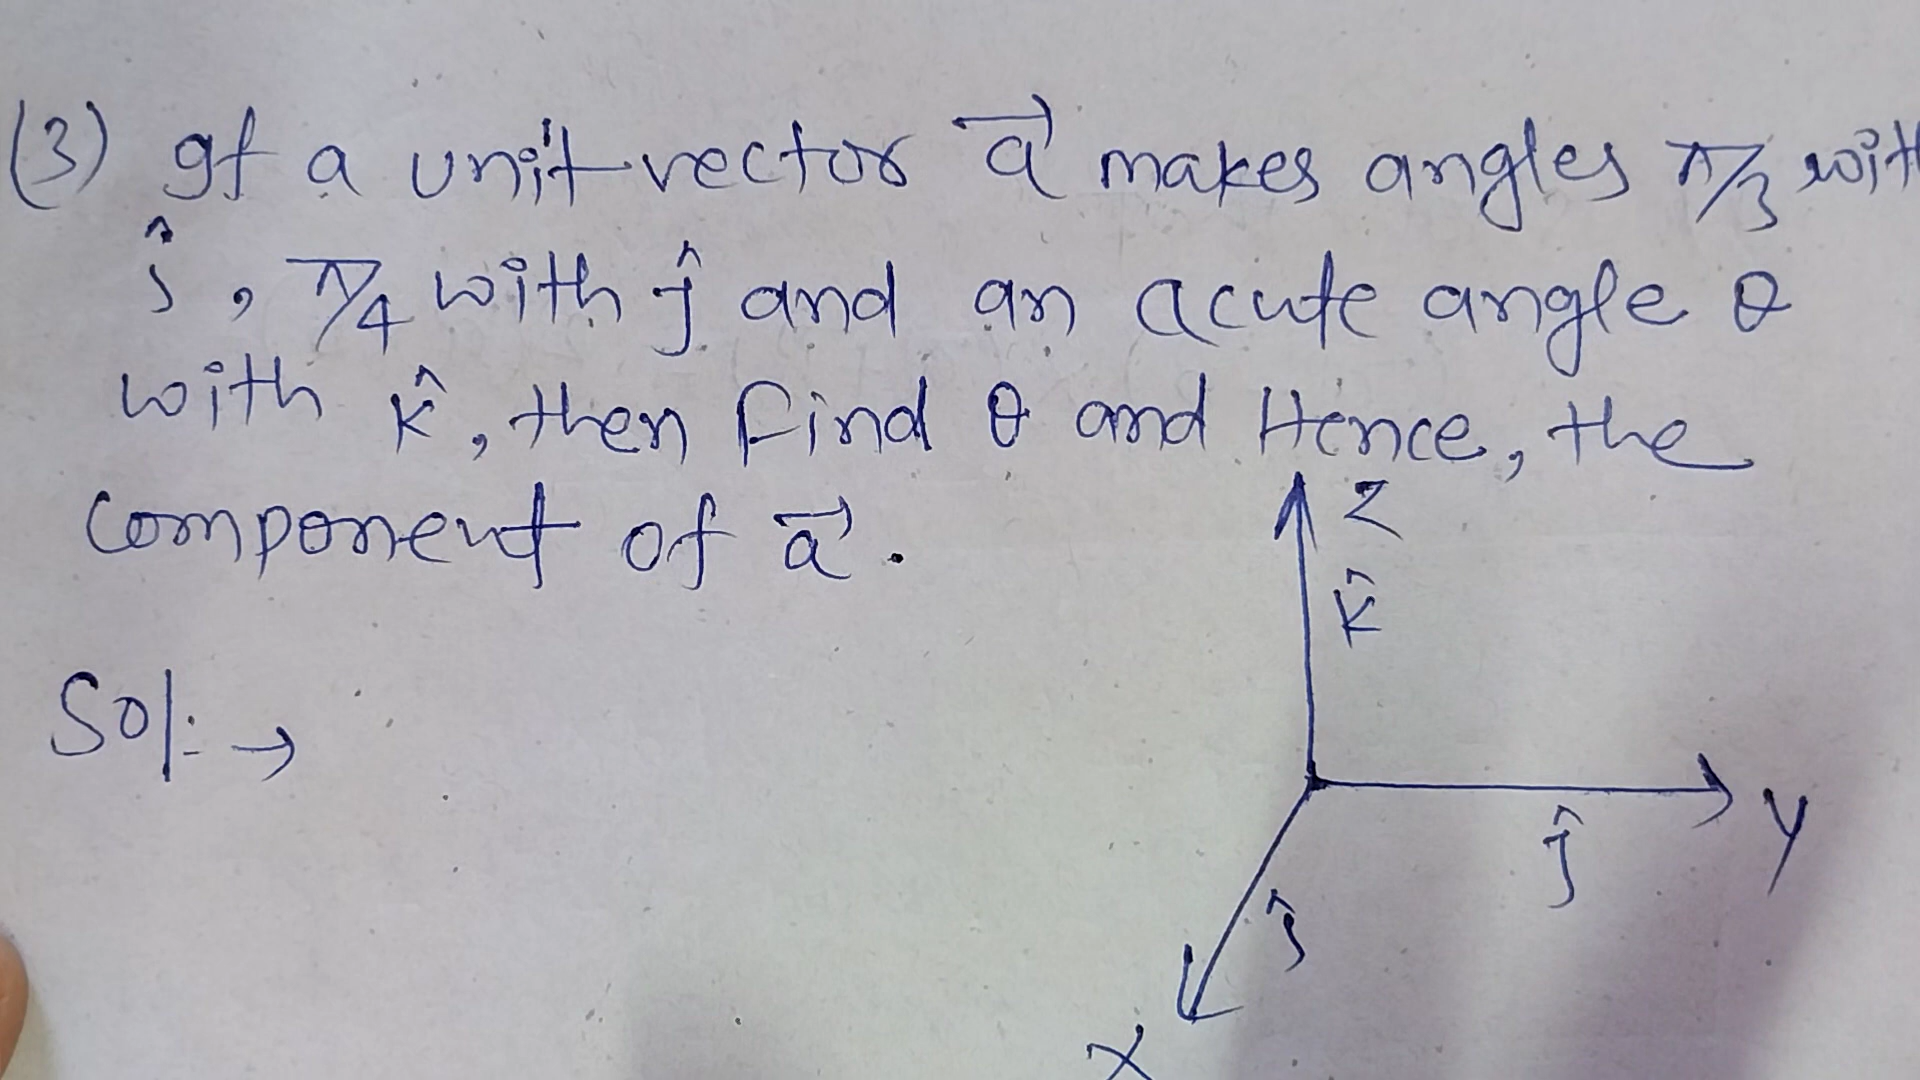 (3) If a unit vector a⃗ makes angles π/3 with
î, π/4 with ĵ and an acute angle θ
with k̂, then find θ and Hence, the
component of a⃗.
Z
k̂
Sol:- →
y
ĵ
î
X